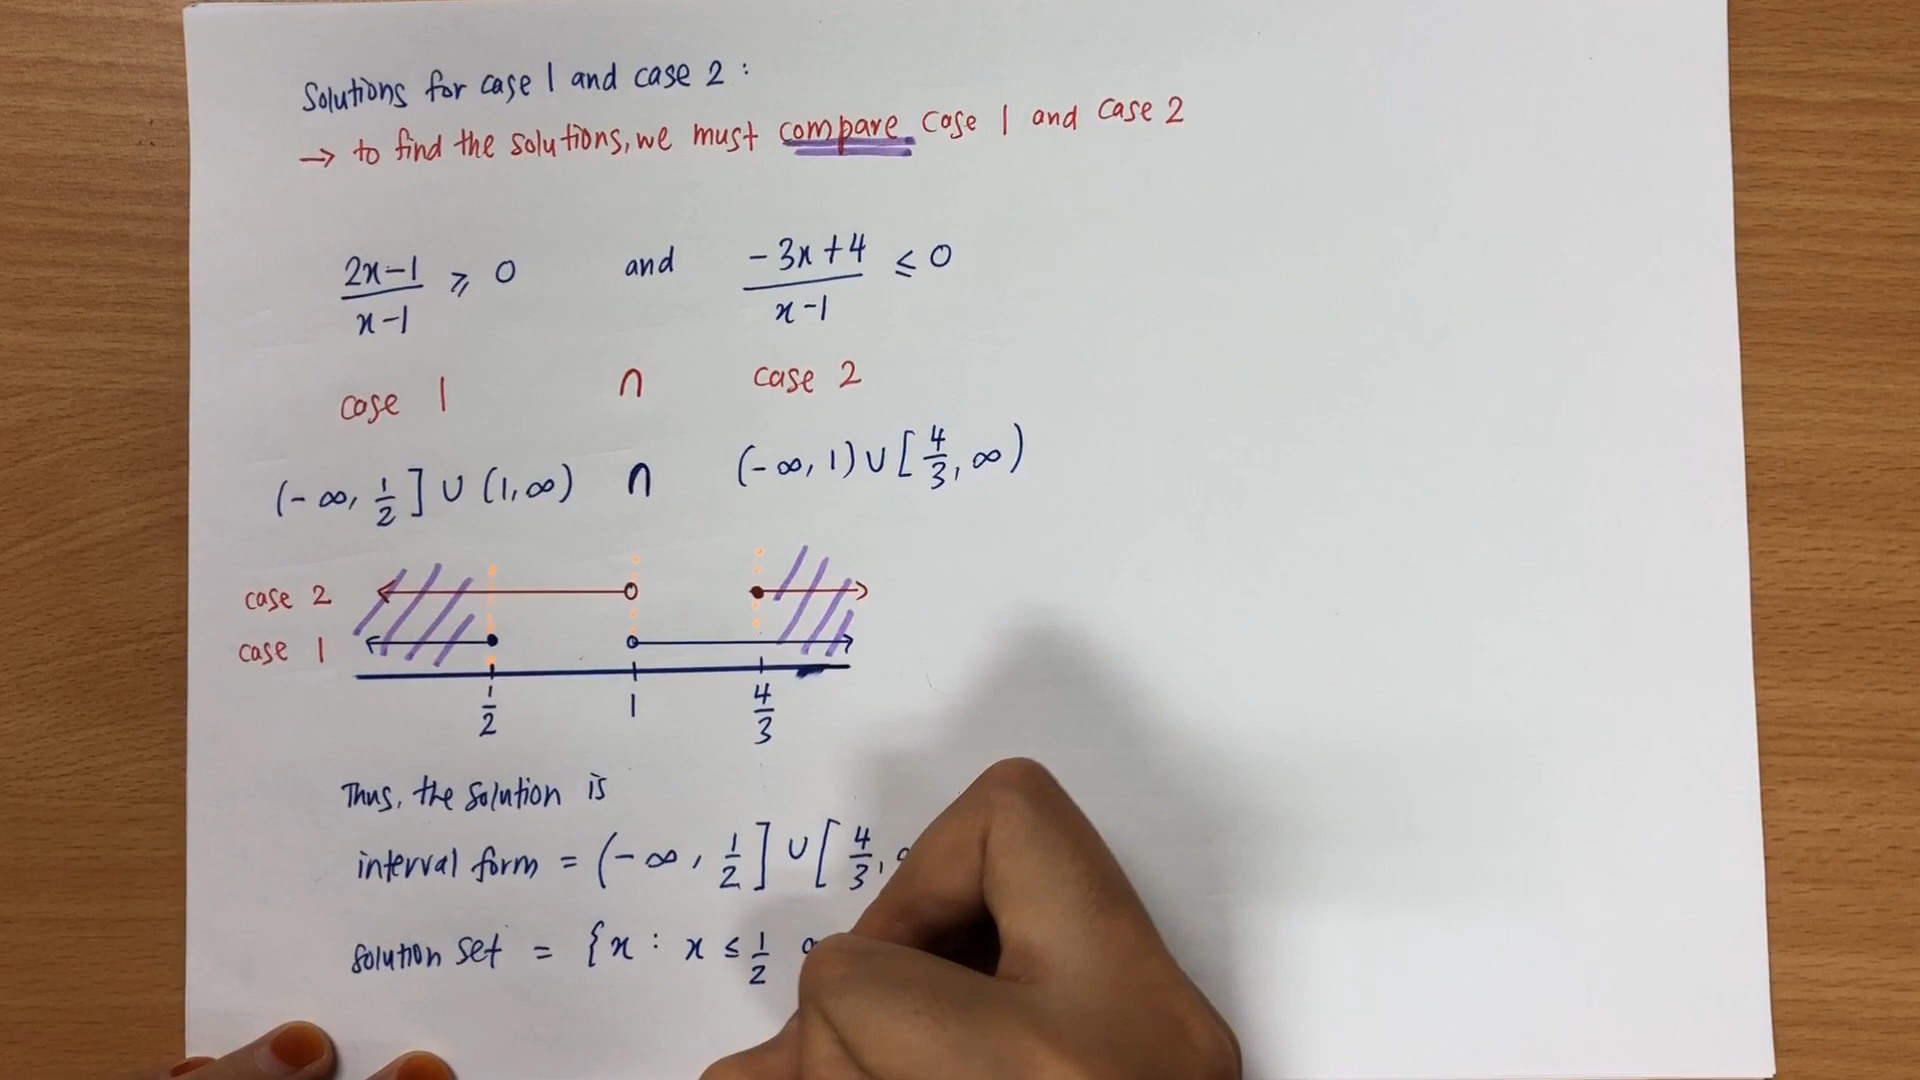 Solutions for case 1 and case 2 :
→ to find the solutions, we must compare case 1 and case 2
2x-1 / x-1 ⩾ 0 and -3x+4 / x-1 ≤ 0
case 1 ∩ case 2
(-∞, 1/2] ∪ (1,∞) ∩ (-∞, 1) ∪ [4/3, ∞)
case 2
case 1
1/2 1 4/3
Thus, the solution is
interval form = (-∞ , 1/2] ∪ [4/3,
solution set = {x : x ≤ 1/2